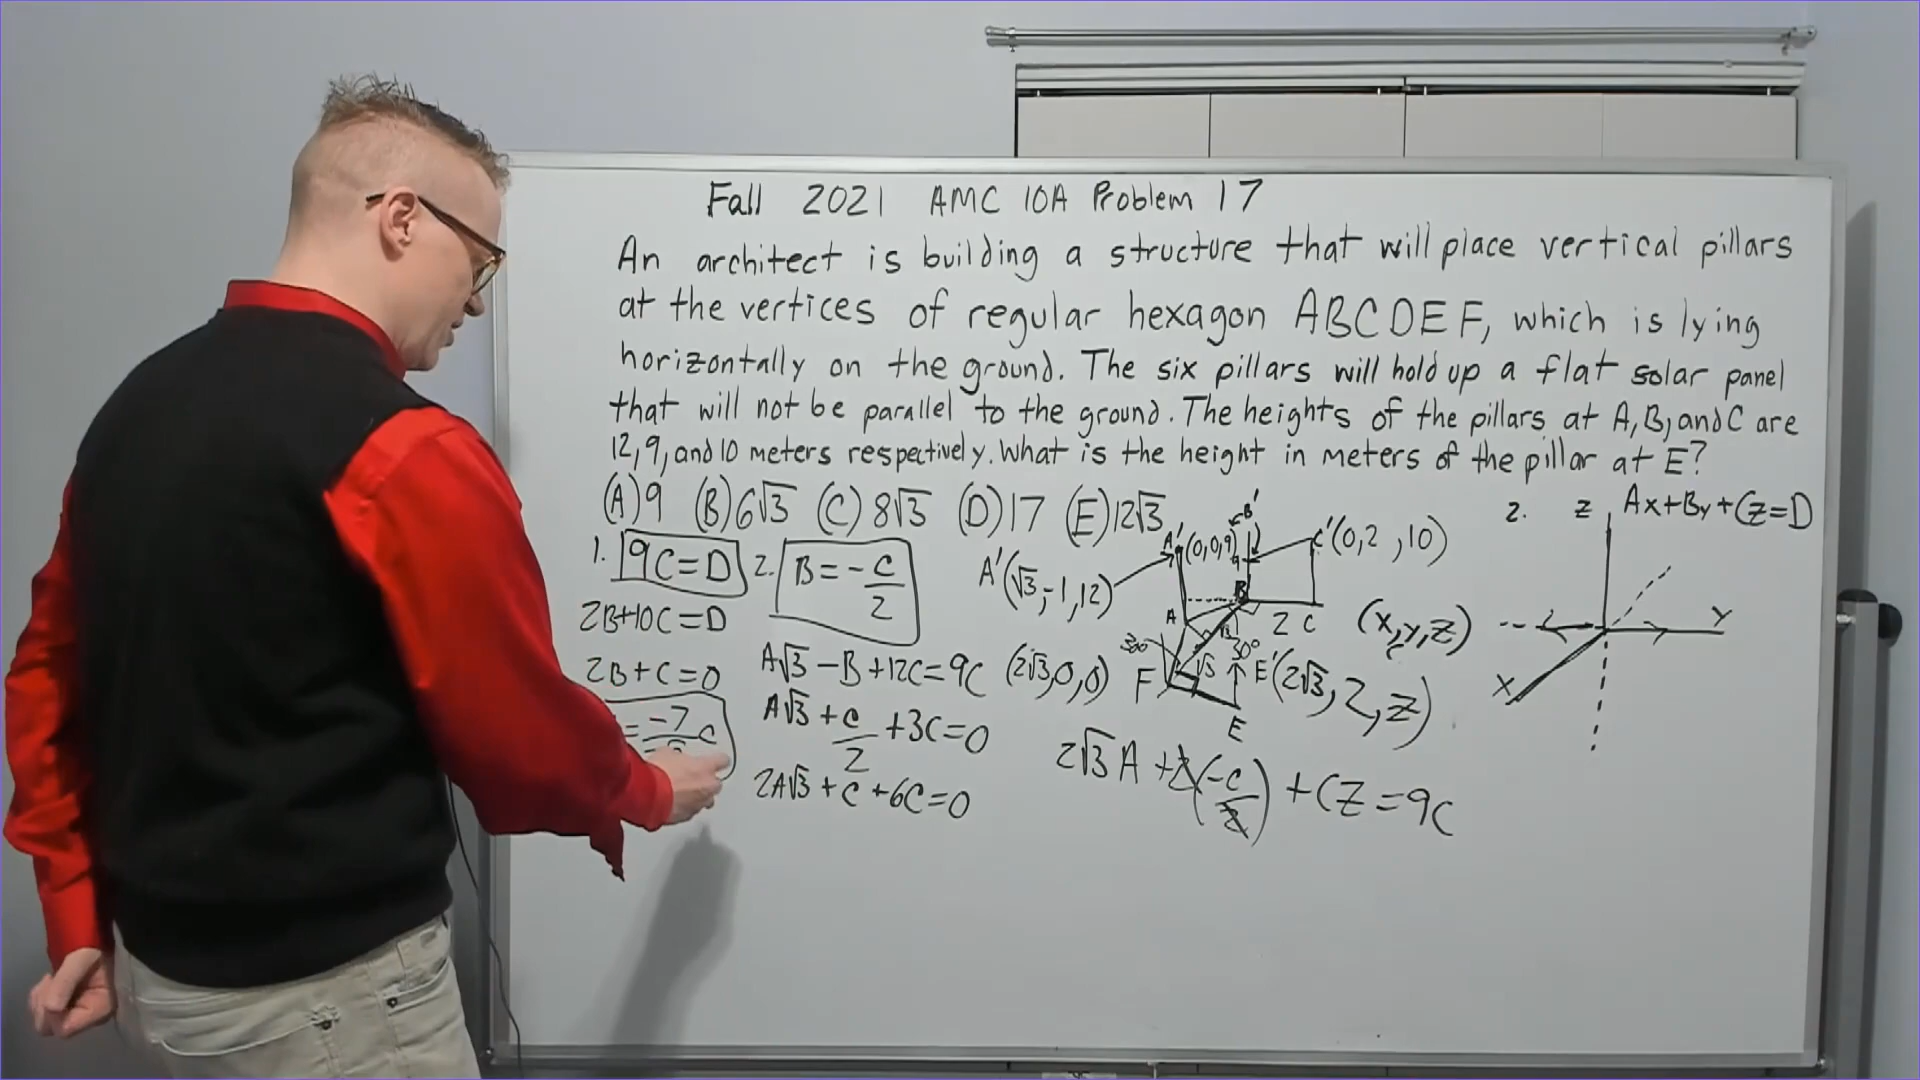 Fall 2021 AMC 10A Problem 17
An architect is building a structure that will place vertical pillars
at the vertices of regular hexagon ABCDEF, which is lying
horizontally on the ground. The six pillars will hold up a flat solar panel
that will not be parallel to the ground. The heights of the pillars at A, B, and C are
12, 9, and 10 meters respectively. What is the height in meters of the pillar at E?
(A) 9 (B) 6√3 (C) 8√3 (D) 17 (E) 12√3
1. 9C=D
2B+10C=D
2B+C=0
= -7C
2. B=-C/2
A√3-B+12C=9C
A√3+C/2+3C=0
2A√3+C+6C=0
A'(√3,-1,12)
A'
(0,0,9)
B'
9
C'(0,2,10)
A
B
2 C
30°
√3
30°
√3
(2√3,0,0) F
E'(2√3,2,z)
E
2√3A+2(-C/2)+Cz=9C
(x,y,z)
2. z Ax+By+Cz=D
Y
X